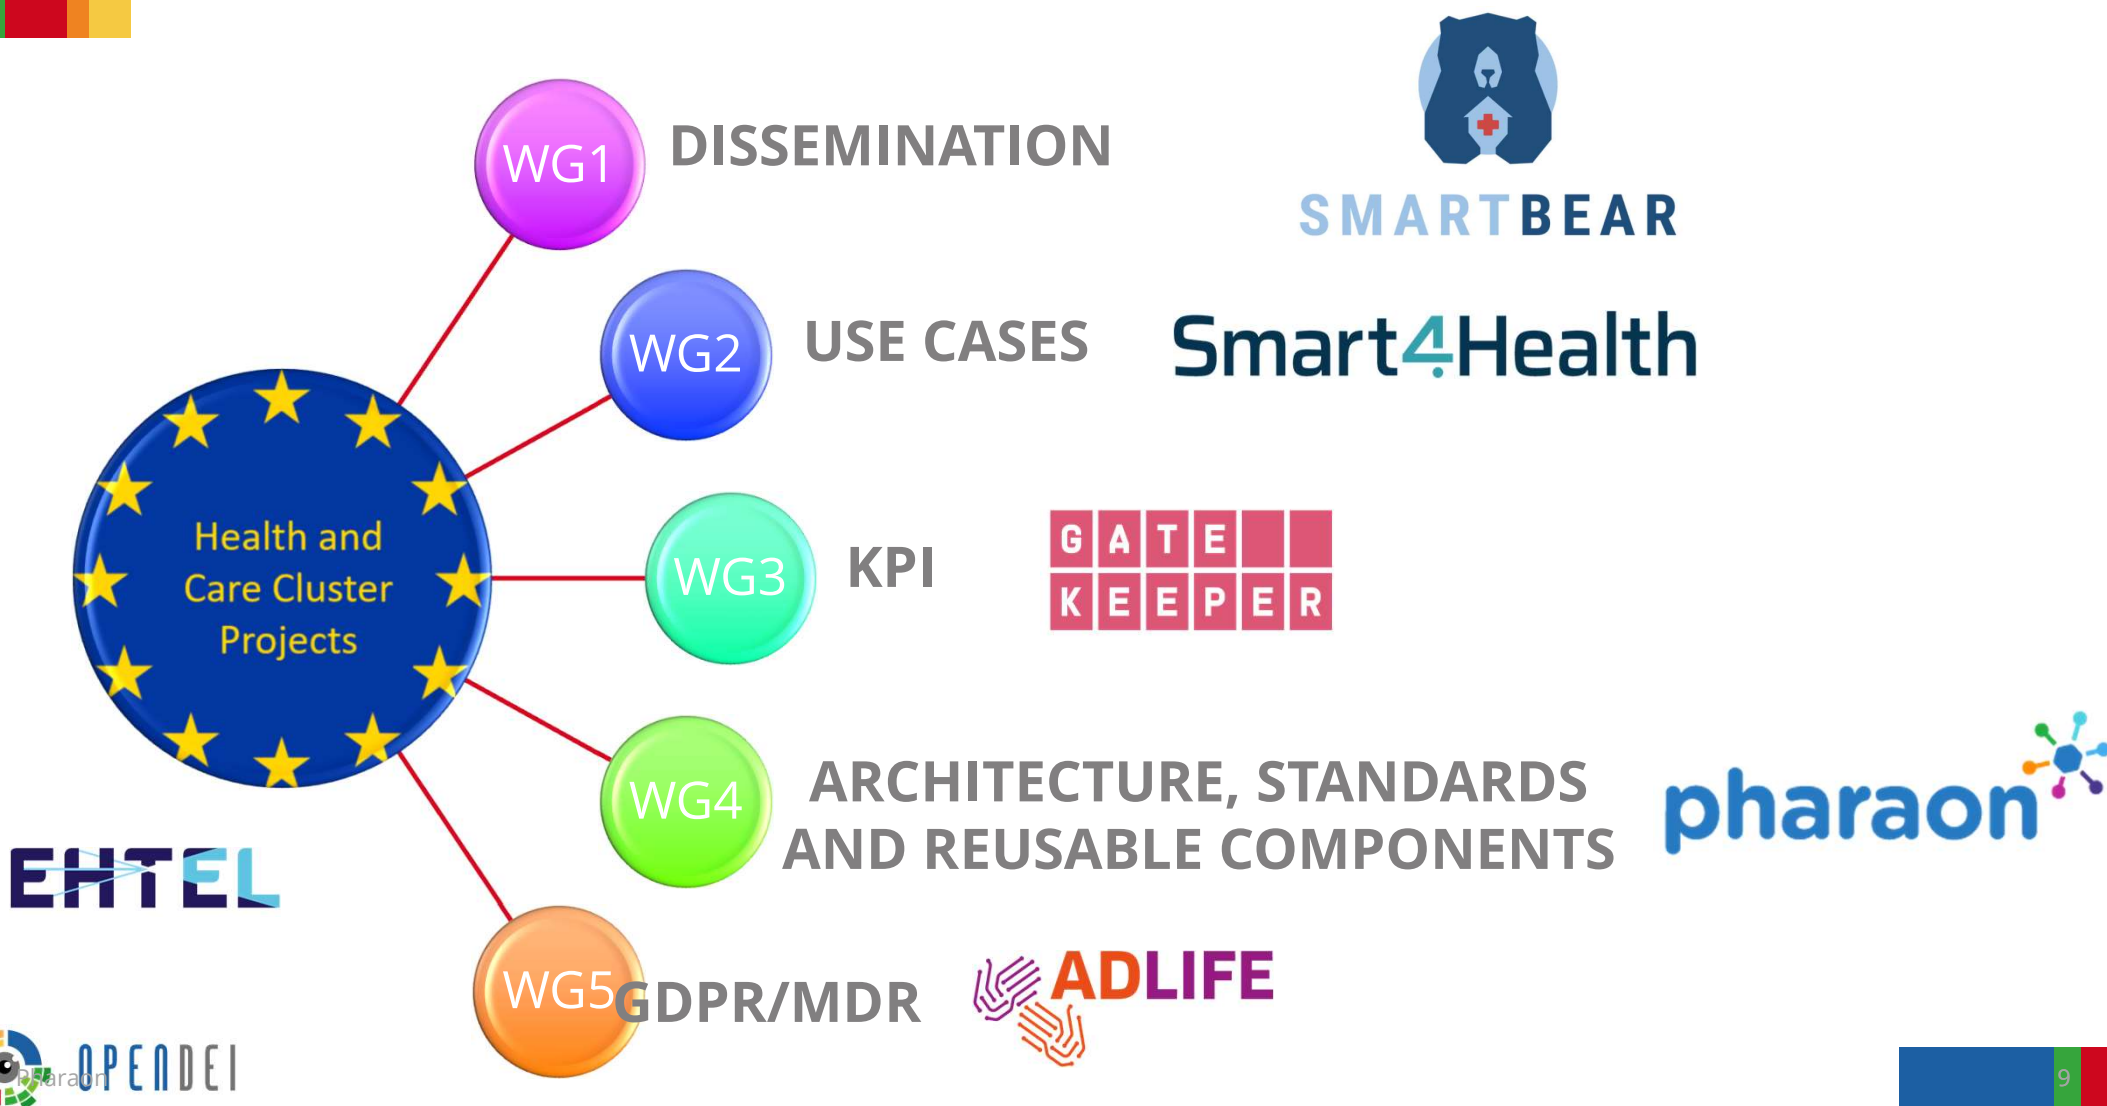 WG1
DISSEMINATION
SMARTBEAR
WG2
USE CASES
Smart4Health
Health and
Care Cluster
Projects
WG3
KPI
GATE
KEEPER
WG4
ARCHITECTURE, STANDARDS
AND REUSABLE COMPONENTS
pharaon
EHTEL
WG5
GDPR/MDR
ADLIFE
OPENDEI
Pharaon
9